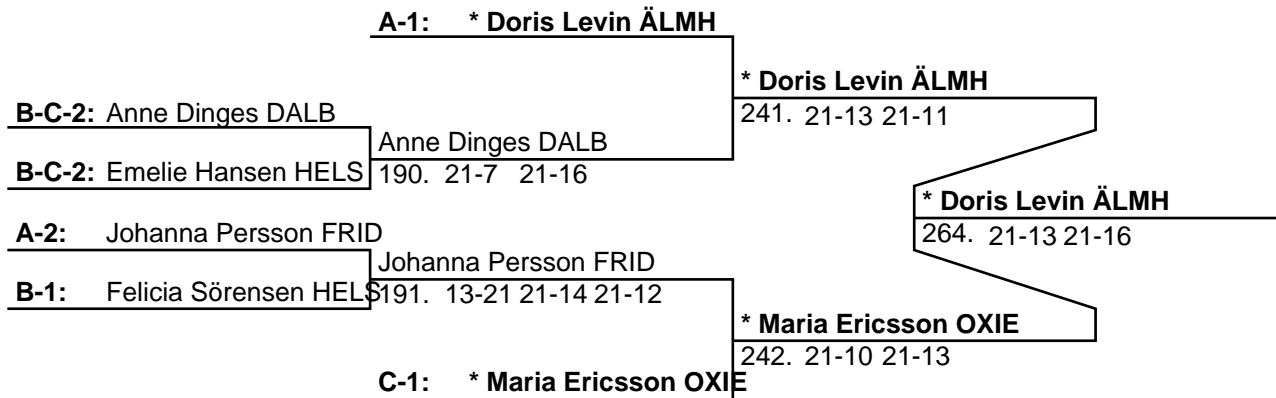 A-1: * Doris Levin ÄLMH
* Doris Levin ÄLMH
241. 21-13 21-11
B-C-2: Anne Dinges DALB
Anne Dinges DALB
190. 21-7 21-16
B-C-2: Emelie Hansen HELS
* Doris Levin ÄLMH
264. 21-13 21-16
A-2: Johanna Persson FRID
Johanna Persson FRID
191. 13-21 21-14 21-12
B-1: Felicia Sörensen HELS
* Maria Ericsson OXIE
242. 21-10 21-13
C-1: * Maria Ericsson OXIE